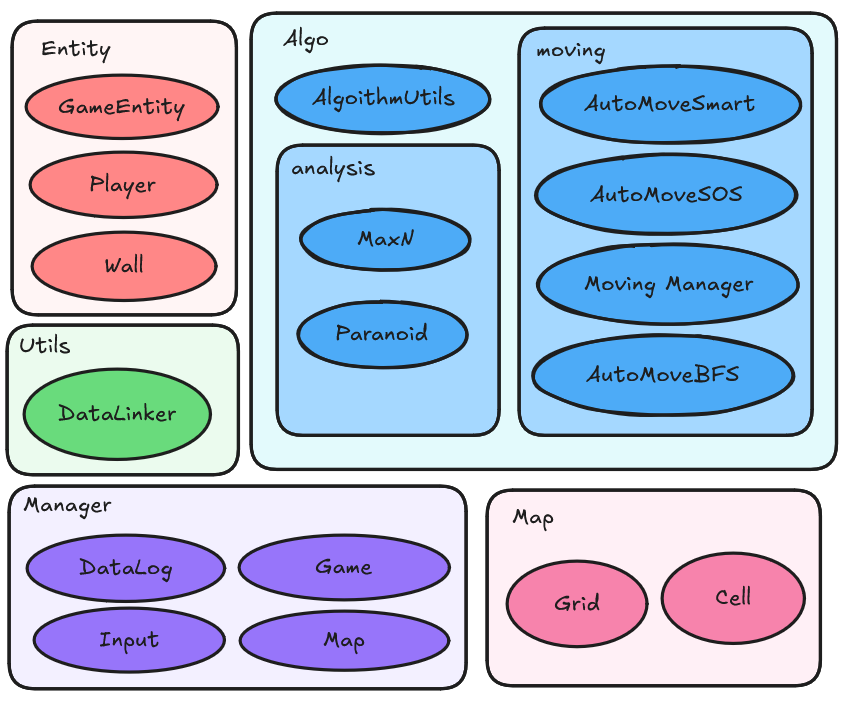 Entity
GameEntity
Player
Wall
Utils
DataLinker
Algo
AlgoithmUtils
analysis
MaxN
Paranoid
moving
AutoMoveSmart
AutoMoveSOS
Moving Manager
AutoMoveBFS
Manager
DataLog
Game
Input
Map
Map
Grid
Cell